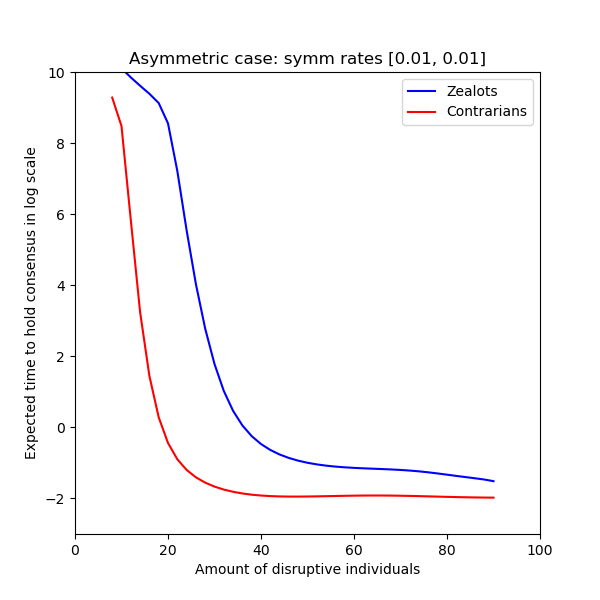 Asymmetric case: symm rates [0.01, 0.01]
Zealots
Contrarians
Expected time to hold consensus in log scale
10
8
6
4
2
0
−2
0 20 40 60 80 100
Amount of disruptive individuals